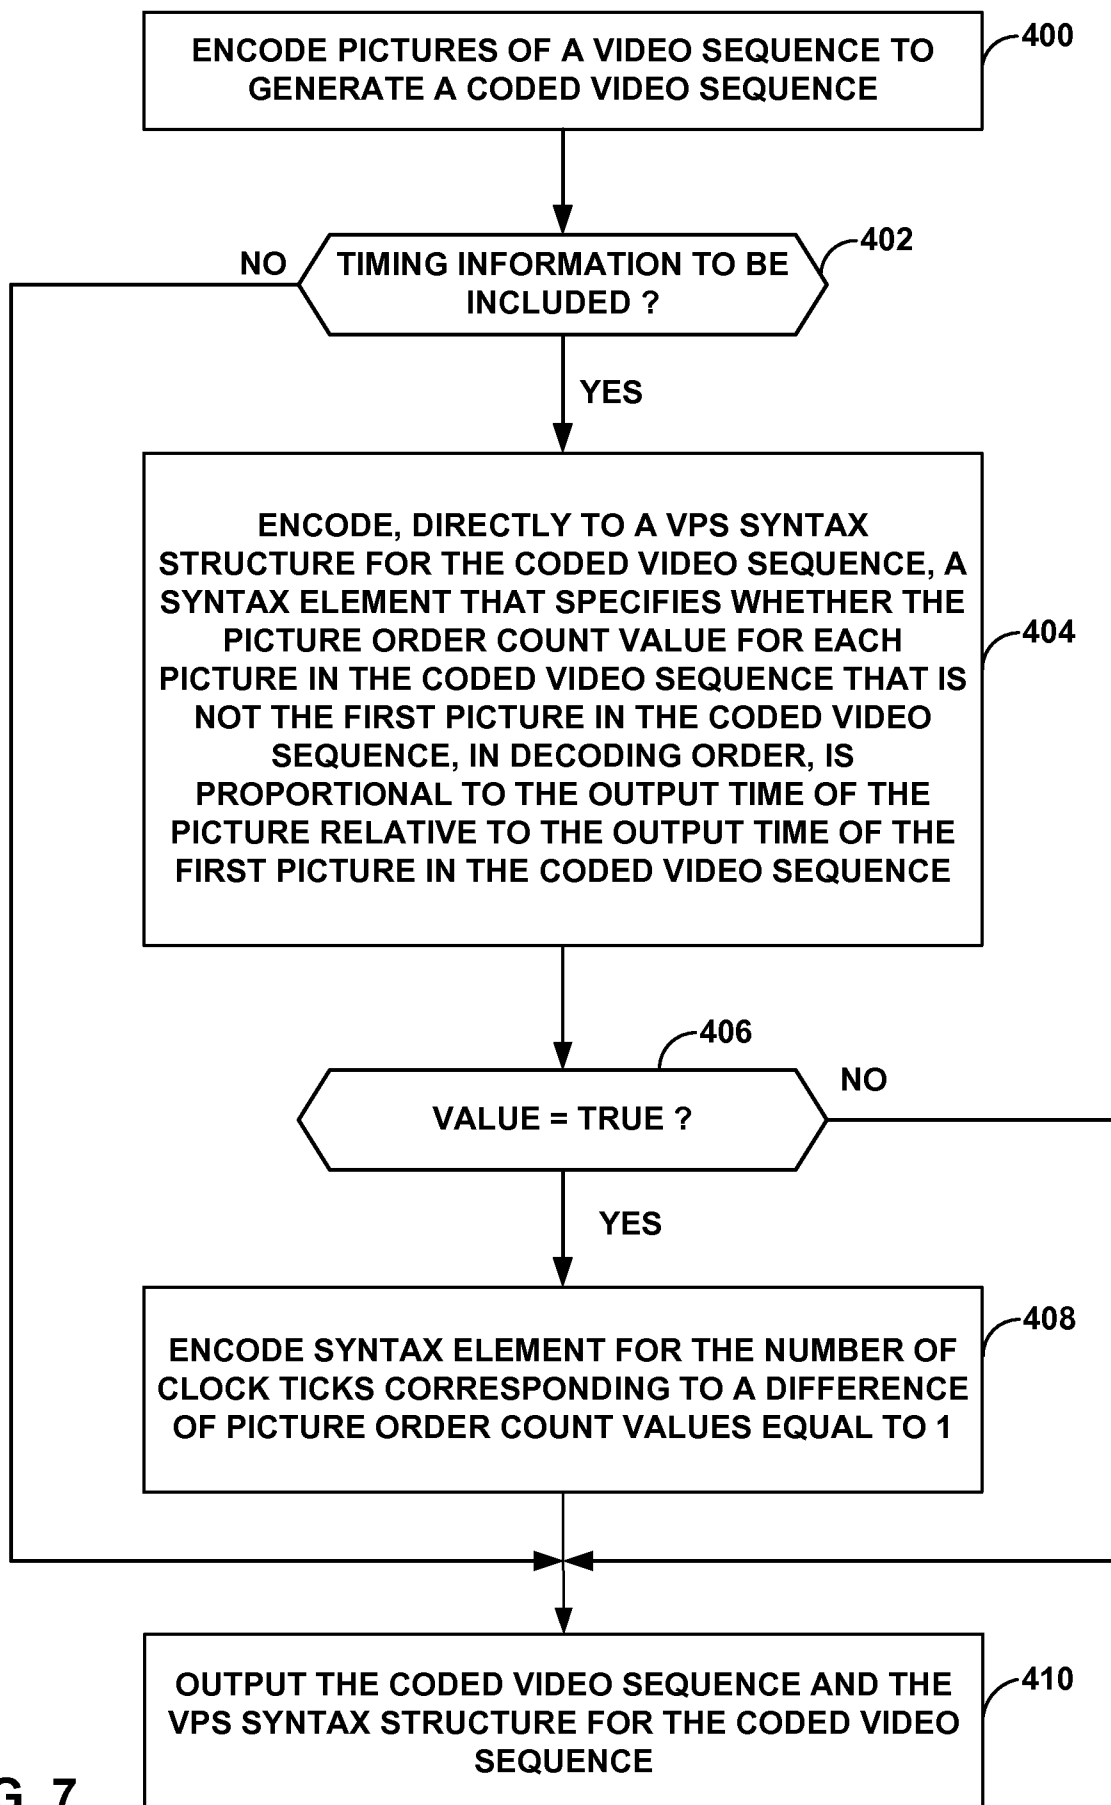 ENCODE PICTURES OF A VIDEO SEQUENCE TO
GENERATE A CODED VIDEO SEQUENCE
400
TIMING INFORMATION TO BE
INCLUDED ?
402
NO
YES
ENCODE, DIRECTLY TO A VPS SYNTAX
STRUCTURE FOR THE CODED VIDEO SEQUENCE, A
SYNTAX ELEMENT THAT SPECIFIES WHETHER THE
PICTURE ORDER COUNT VALUE FOR EACH
PICTURE IN THE CODED VIDEO SEQUENCE THAT IS
NOT THE FIRST PICTURE IN THE CODED VIDEO
SEQUENCE, IN DECODING ORDER, IS
PROPORTIONAL TO THE OUTPUT TIME OF THE
PICTURE RELATIVE TO THE OUTPUT TIME OF THE
FIRST PICTURE IN THE CODED VIDEO SEQUENCE
404
406
VALUE = TRUE ?
NO
YES
ENCODE SYNTAX ELEMENT FOR THE NUMBER OF
CLOCK TICKS CORRESPONDING TO A DIFFERENCE
OF PICTURE ORDER COUNT VALUES EQUAL TO 1
408
OUTPUT THE CODED VIDEO SEQUENCE AND THE
VPS SYNTAX STRUCTURE FOR THE CODED VIDEO
SEQUENCE
410
G. 7